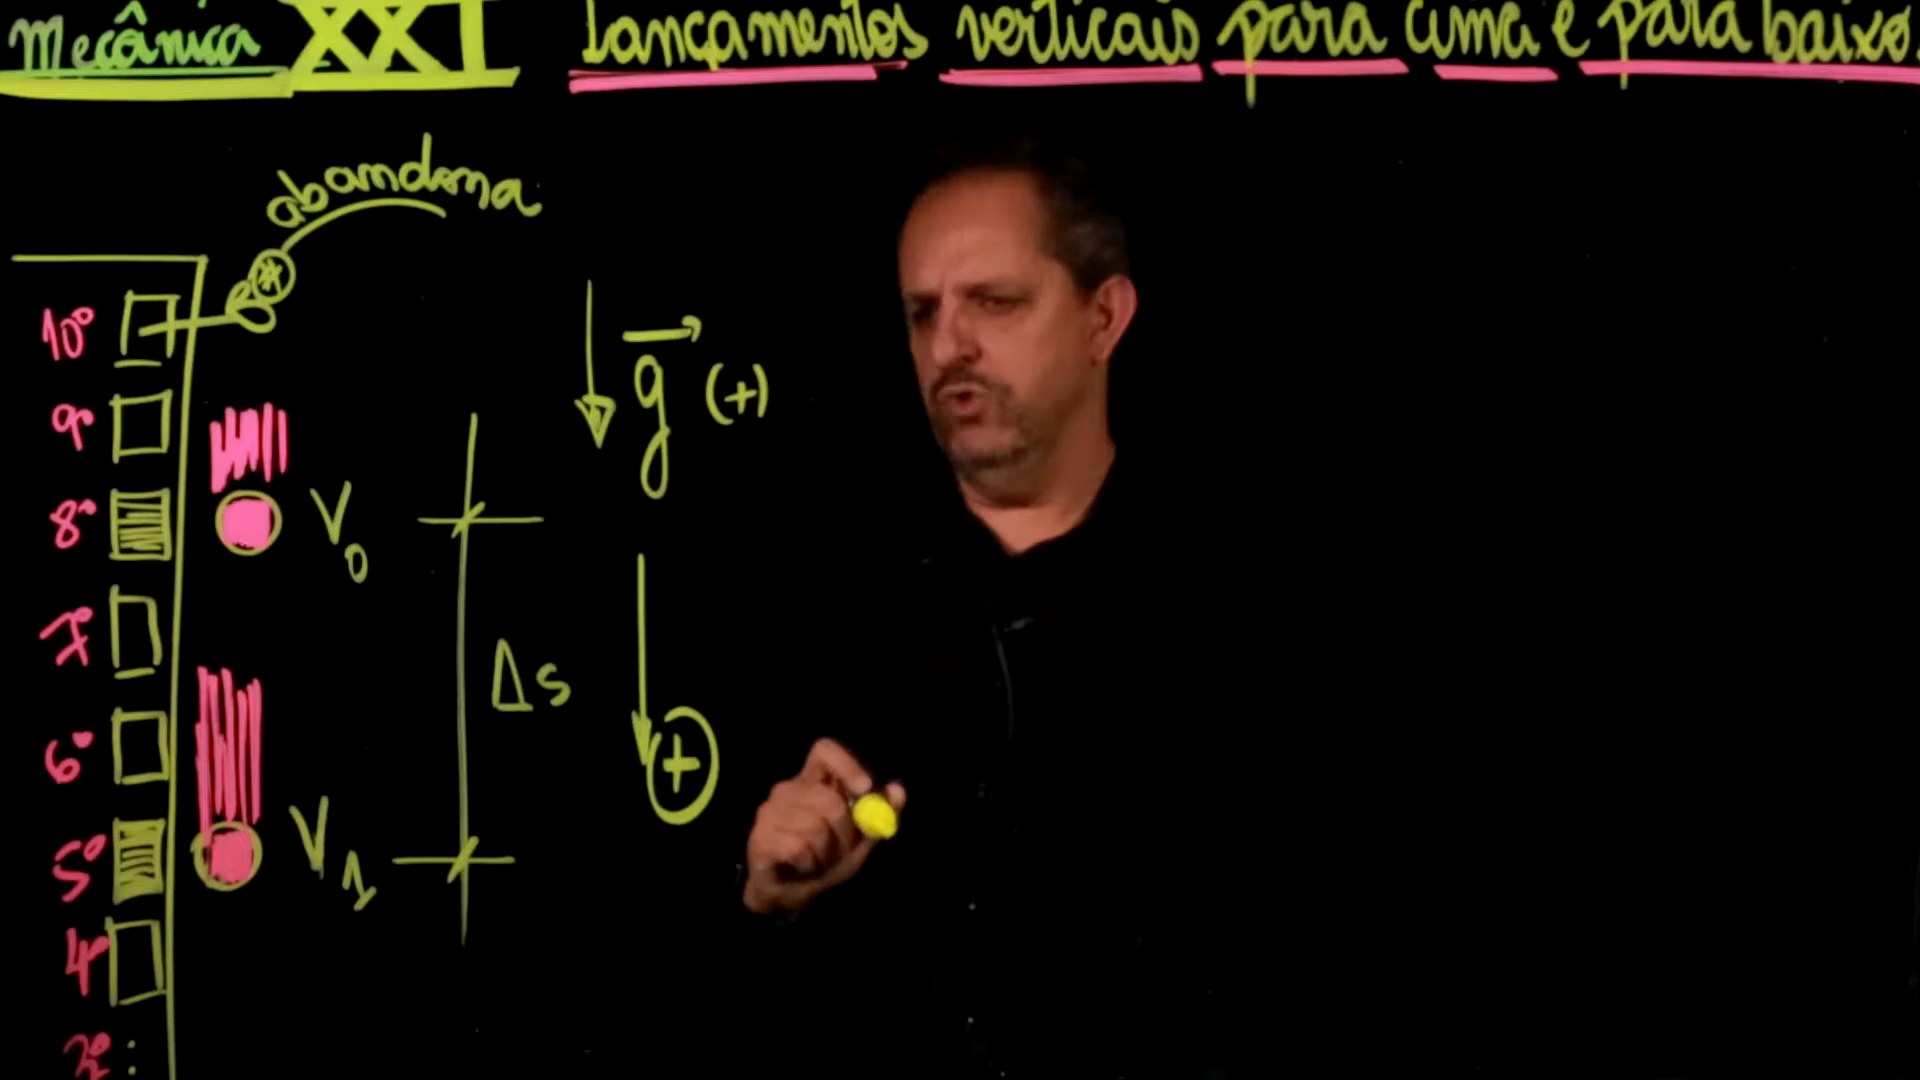 Mecânica XXI Lançamentos verticais para cima e para baixo.
abandona
10º
g (+)
9º
8º V0
7º
Δs
6º +
5º V1
4º
2º :